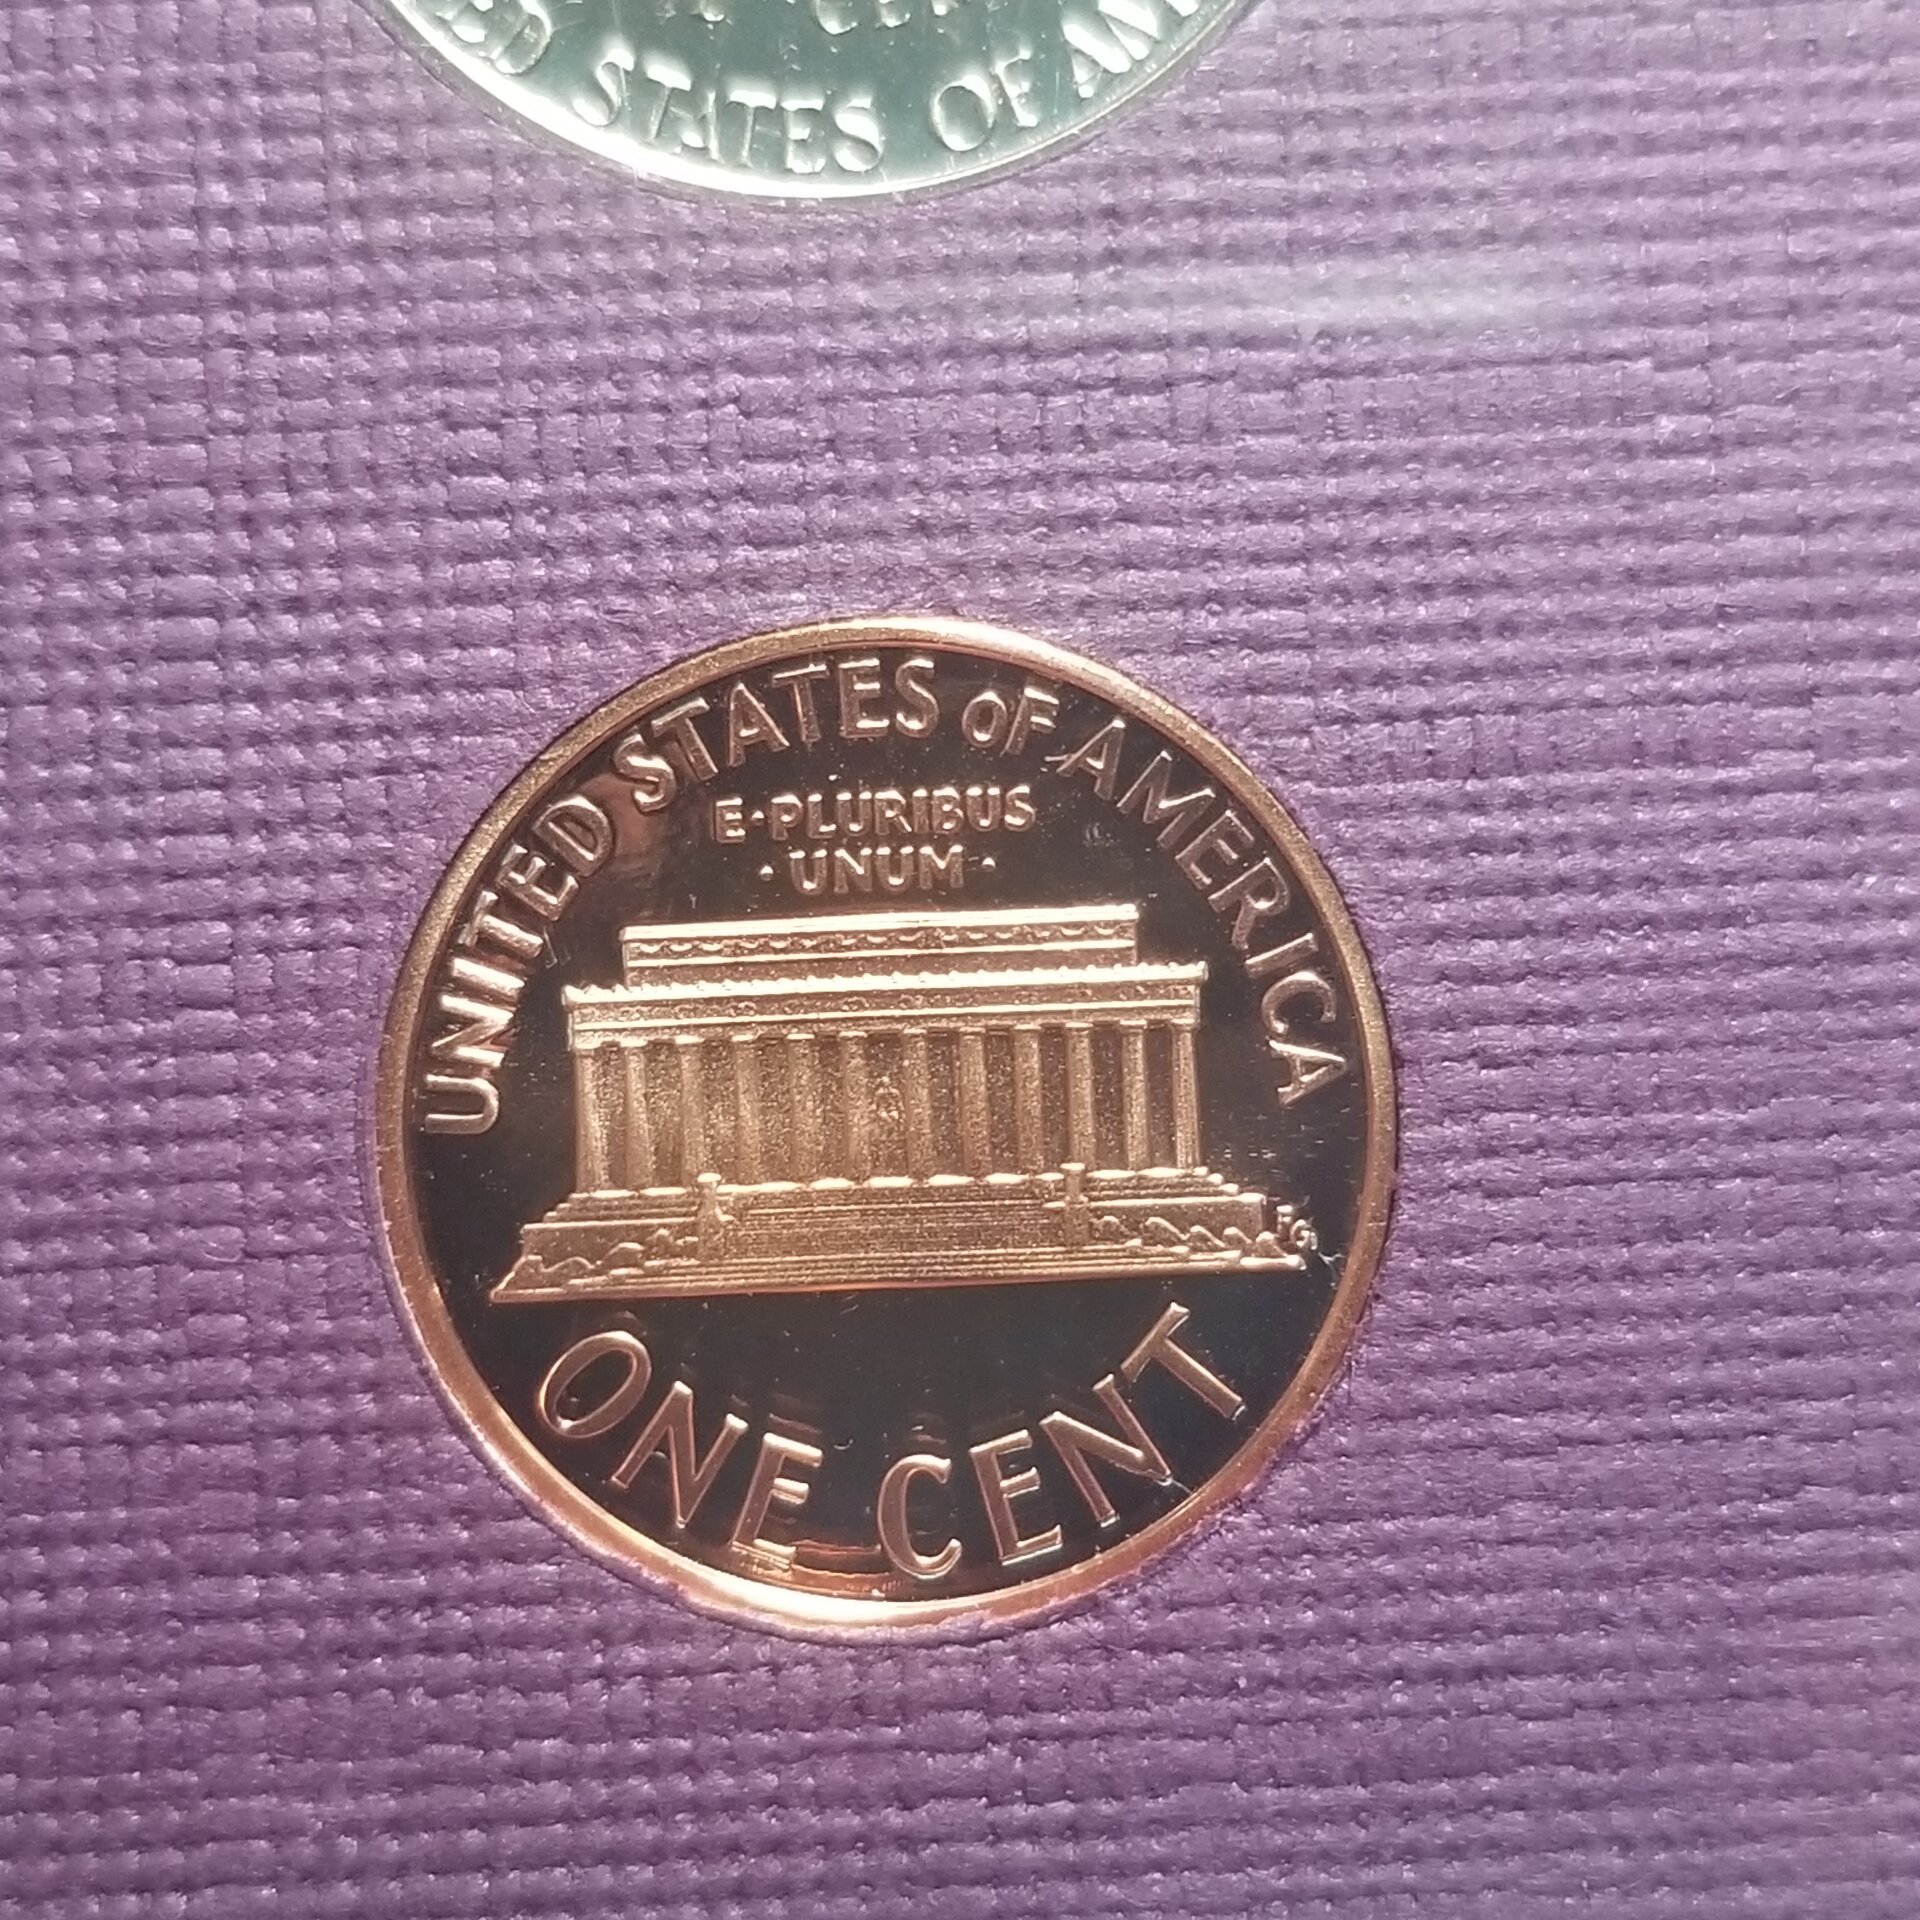 STATES OF
UNITED STATES OF AMERICA
E·PLURIBUS
·UNUM·
FG
ONE CENT